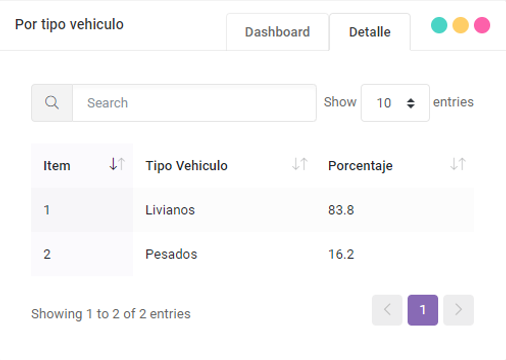 Por tipo vehiculo Dashboard Detalle
Search Show 10 entries
Item Tipo Vehiculo Porcentaje
1 Livianos 83.8
2 Pesados 16.2
Showing 1 to 2 of 2 entries 1